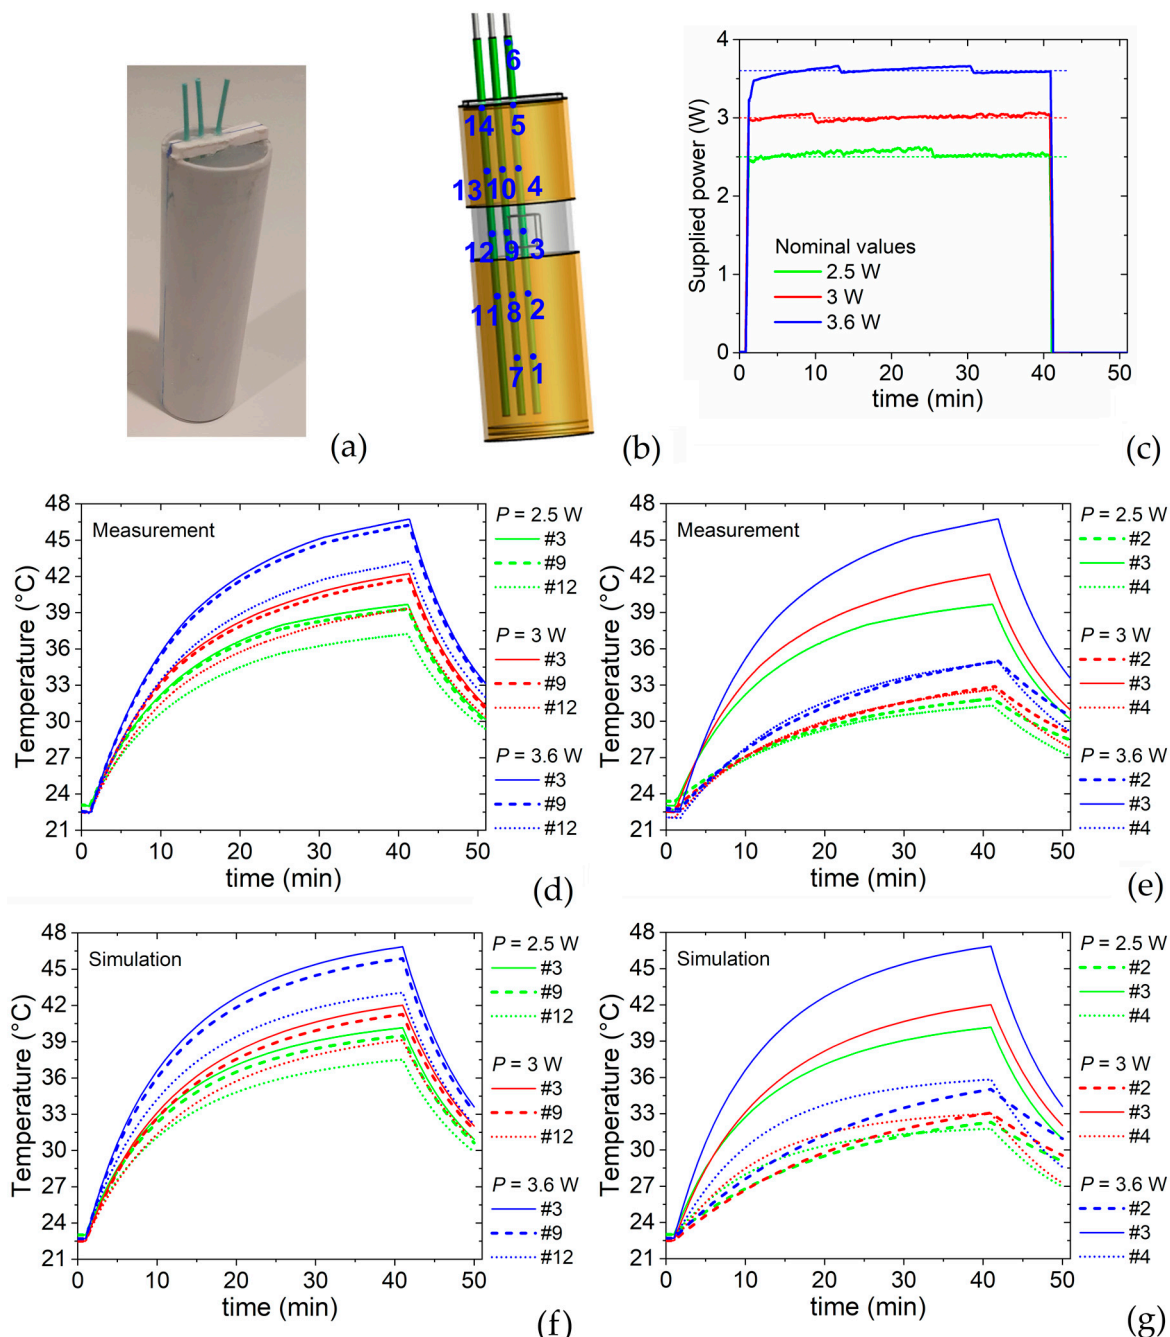 6
14 5
13 10 4
12 9 3
11 8 2
7 1
(a)
(b)
Supplied power (W)
4
3
2
1
0
Nominal values
2.5 W
3 W
3.6 W
0 10 20 30 40 50
time (min)
(c)
Temperature (°C)
48
45
42
39
36
33
30
27
24
21
Measurement
0 10 20 30 40 50
time (min)
P = 2.5 W
#3
#9
#12
P = 3 W
#3
#9
#12
P = 3.6 W
#3
#9
#12
(d)
Temperature (°C)
48
45
42
39
36
33
30
27
24
21
Measurement
0 10 20 30 40 50
time (min)
P = 2.5 W
#2
#3
#4
P = 3 W
#2
#3
#4
P = 3.6 W
#2
#3
#4
(e)
Temperature (°C)
48
45
42
39
36
33
30
27
24
21
Simulation
0 10 20 30 40 50
time (min)
P = 2.5 W
#3
#9
#12
P = 3 W
#3
#9
#12
P = 3.6 W
#3
#9
#12
(f)
Temperature (°C)
48
45
42
39
36
33
30
27
24
21
Simulation
0 10 20 30 40 50
time (min)
P = 2.5 W
#2
#3
#4
P = 3 W
#2
#3
#4
P = 3.6 W
#2
#3
#4
(g)